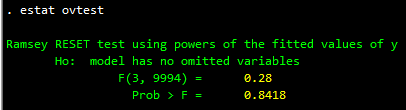 . estat ovtest
Ramsey RESET test using powers of the fitted values of y
Ho: model has no omitted variables
F(3, 9994) = 0.28
Prob > F = 0.8418